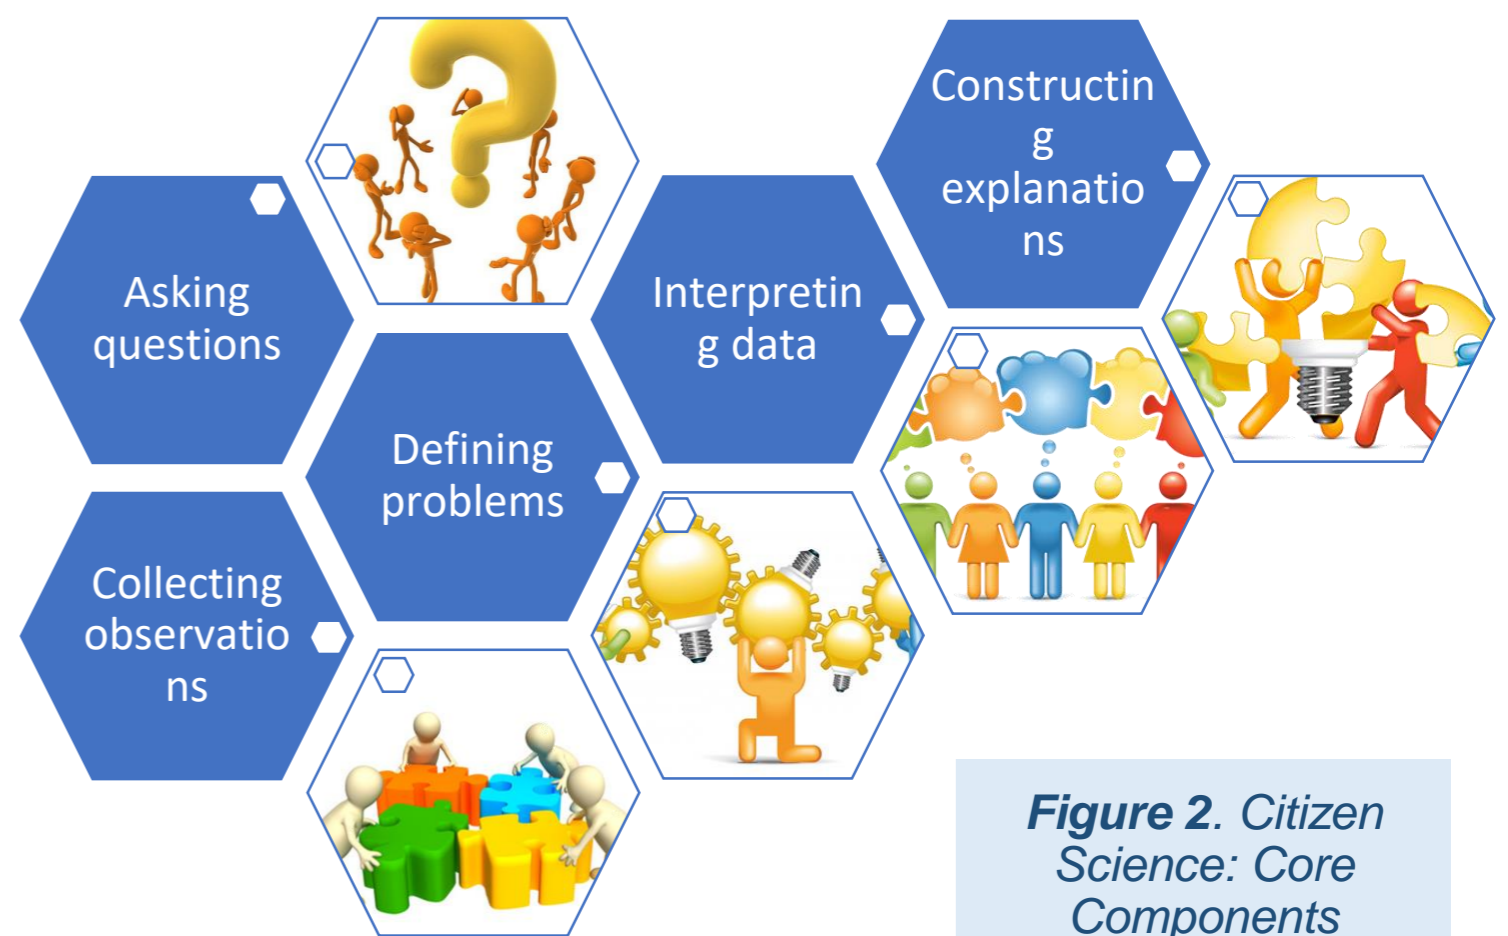 Asking
questions
Collecting
observatio
ns
Defining
problems
Interpretin
g data
Constructin
g
explanatio
ns
Figure 2. Citizen
Science: Core
Components